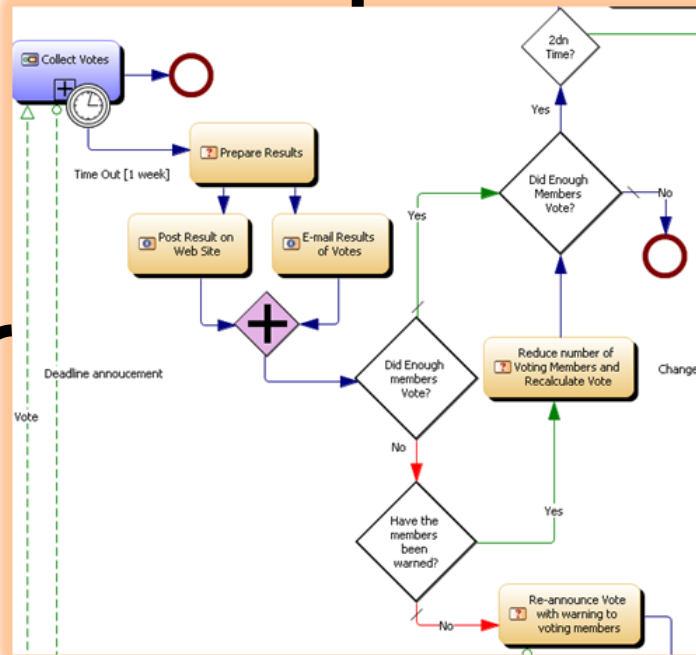 2dn
Time?
Collect Votes
Yes
Prepare Results
Time Out [1 week]
Did Enough
Members
Vote?
No
Yes
Post Result on
Web Site
E-mail Results
of Votes
Reduce number of
Voting Members and
Recalculate Vote
Did Enough
members
Vote?
Change
Deadline annoucement
Vote
No
Have the
members
been
warned?
Yes
Re-announce Vote
with warning to
voting members
No